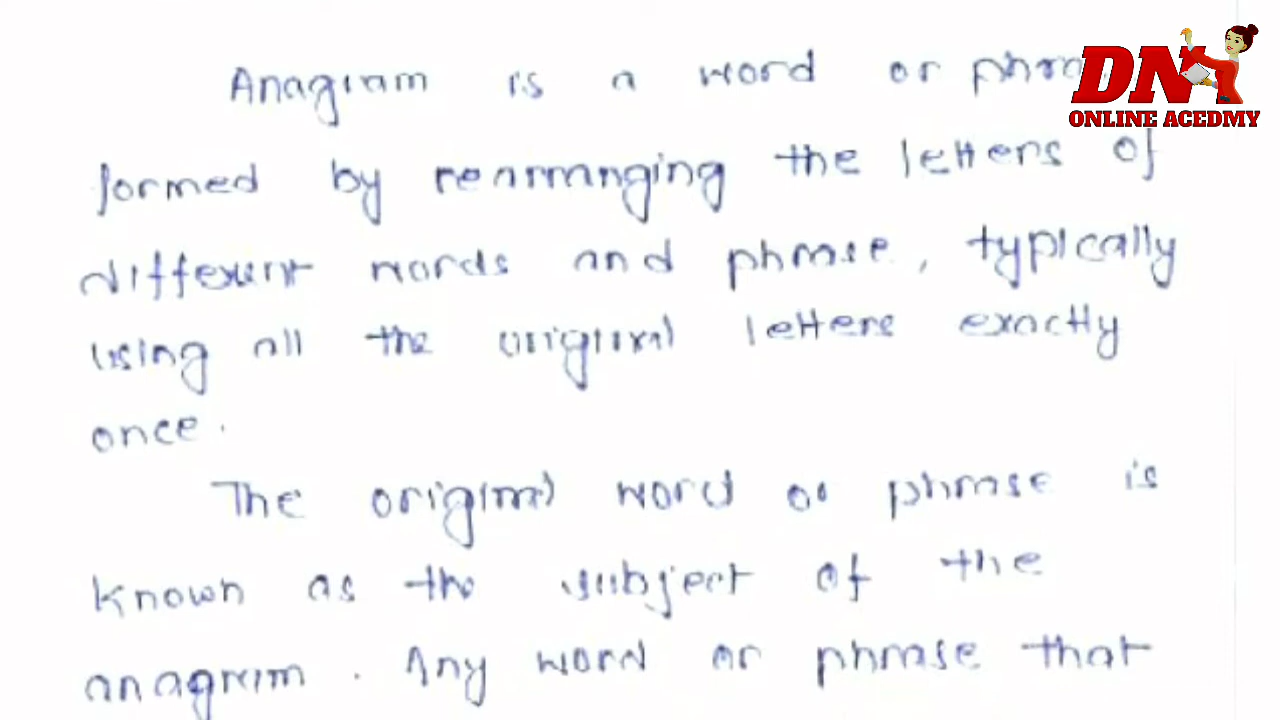 Anagram is a word or phra
formed by rearranging the letters of
different words and phrase, typically
using all the original letters exactly
once.
The original word or phrase is
known as the subject of the
anagram. Any word or phrase that
DN
ONLINE ACEDMY